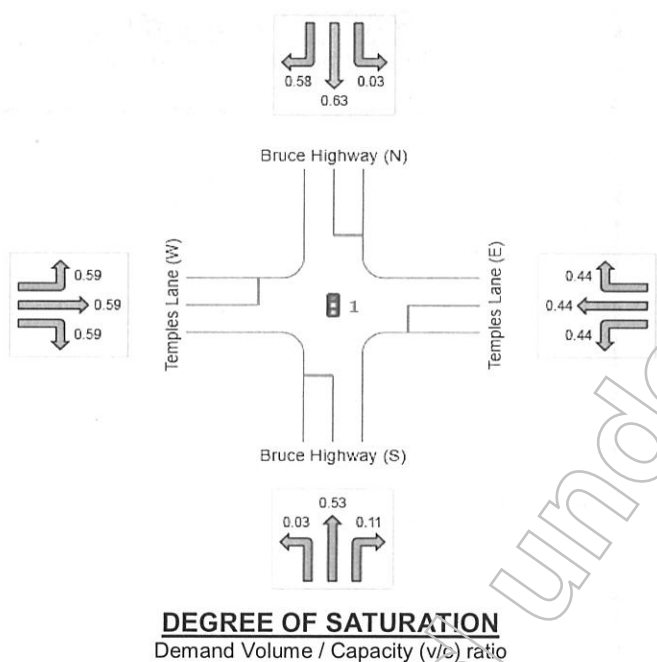 0.58
0.03
0.63
Bruce Highway (N)
Temples Lane (W)
0.59
0.59
0.59
1
Temples Lane (E)
0.44
0.44
0.44
Bruce Highway (S)
0.03
0.53
0.11
DEGREE OF SATURATION
Demand Volume / Capacity (v/c) ratio